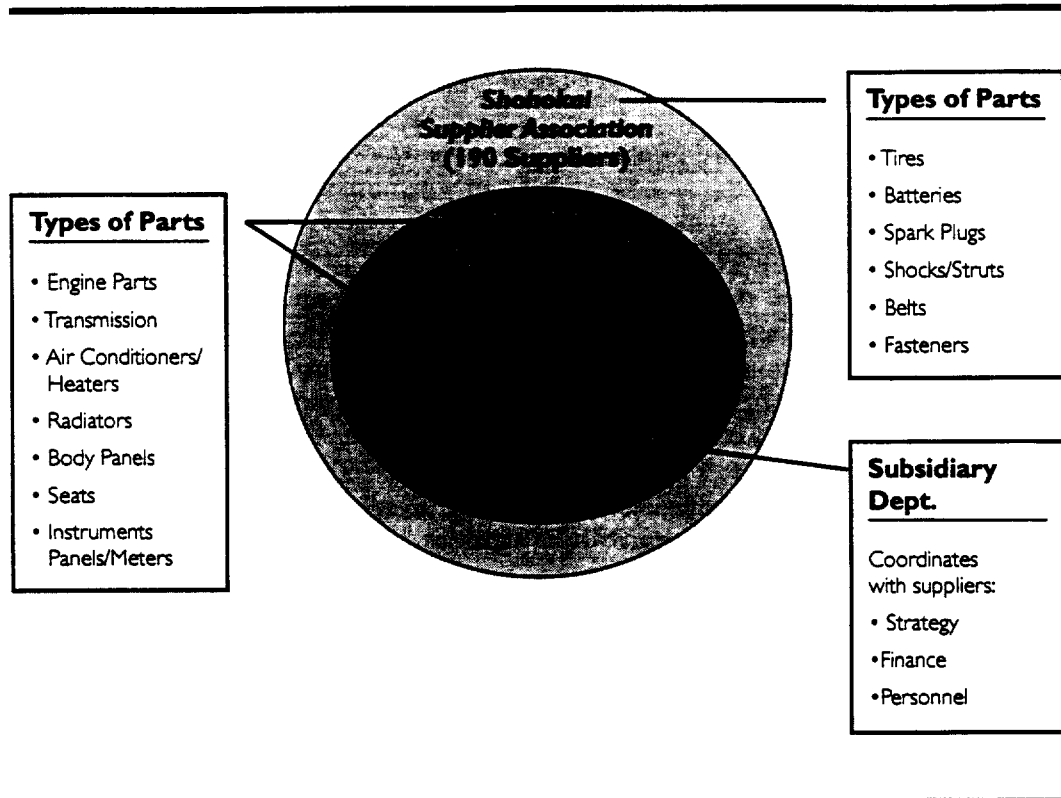 Shohokai
Supplier Association
(190 Suppliers)
Types of Parts
• Tires
• Batteries
• Spark Plugs
• Shocks/Struts
• Belts
• Fasteners
Types of Parts
• Engine Parts
• Transmission
• Air Conditioners/
Heaters
• Radiators
• Body Panels
• Seats
• Instruments
Panels/Meters
Subsidiary
Dept.
Coordinates
with suppliers:
• Strategy
•Finance
•Personnel